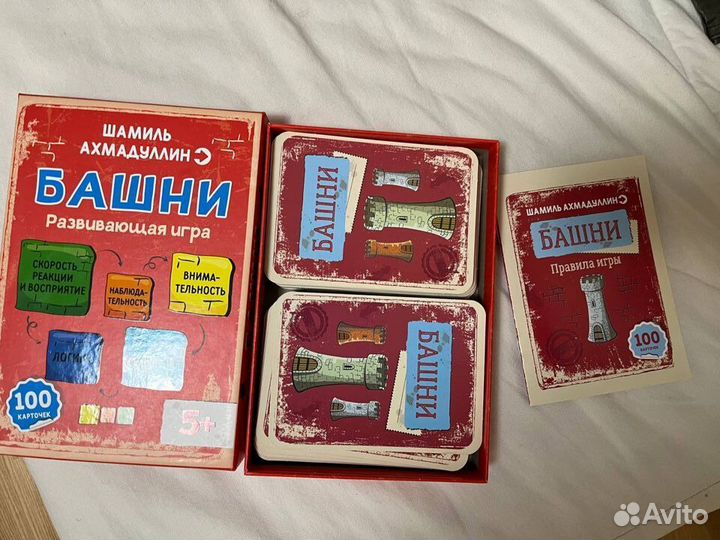 ШАМИЛЬ
АХМАДУЛЛИН
БАШНИ
Развивающая игра
СКОРОСТЬ
РЕАКЦИИ
И ВОСПРИЯТИЕ
НАБЛЮДА-
ТЕЛЬНОСТЬ
ВНИМА-
ТЕЛЬНОСТЬ
100
КАРТОЧЕК
5+
БАШНИ
БАШНИ
ШАМИЛЬ АХМАДУЛЛИН
БАШНИ
Правила игры
100
КАРТОЧЕК
Avito